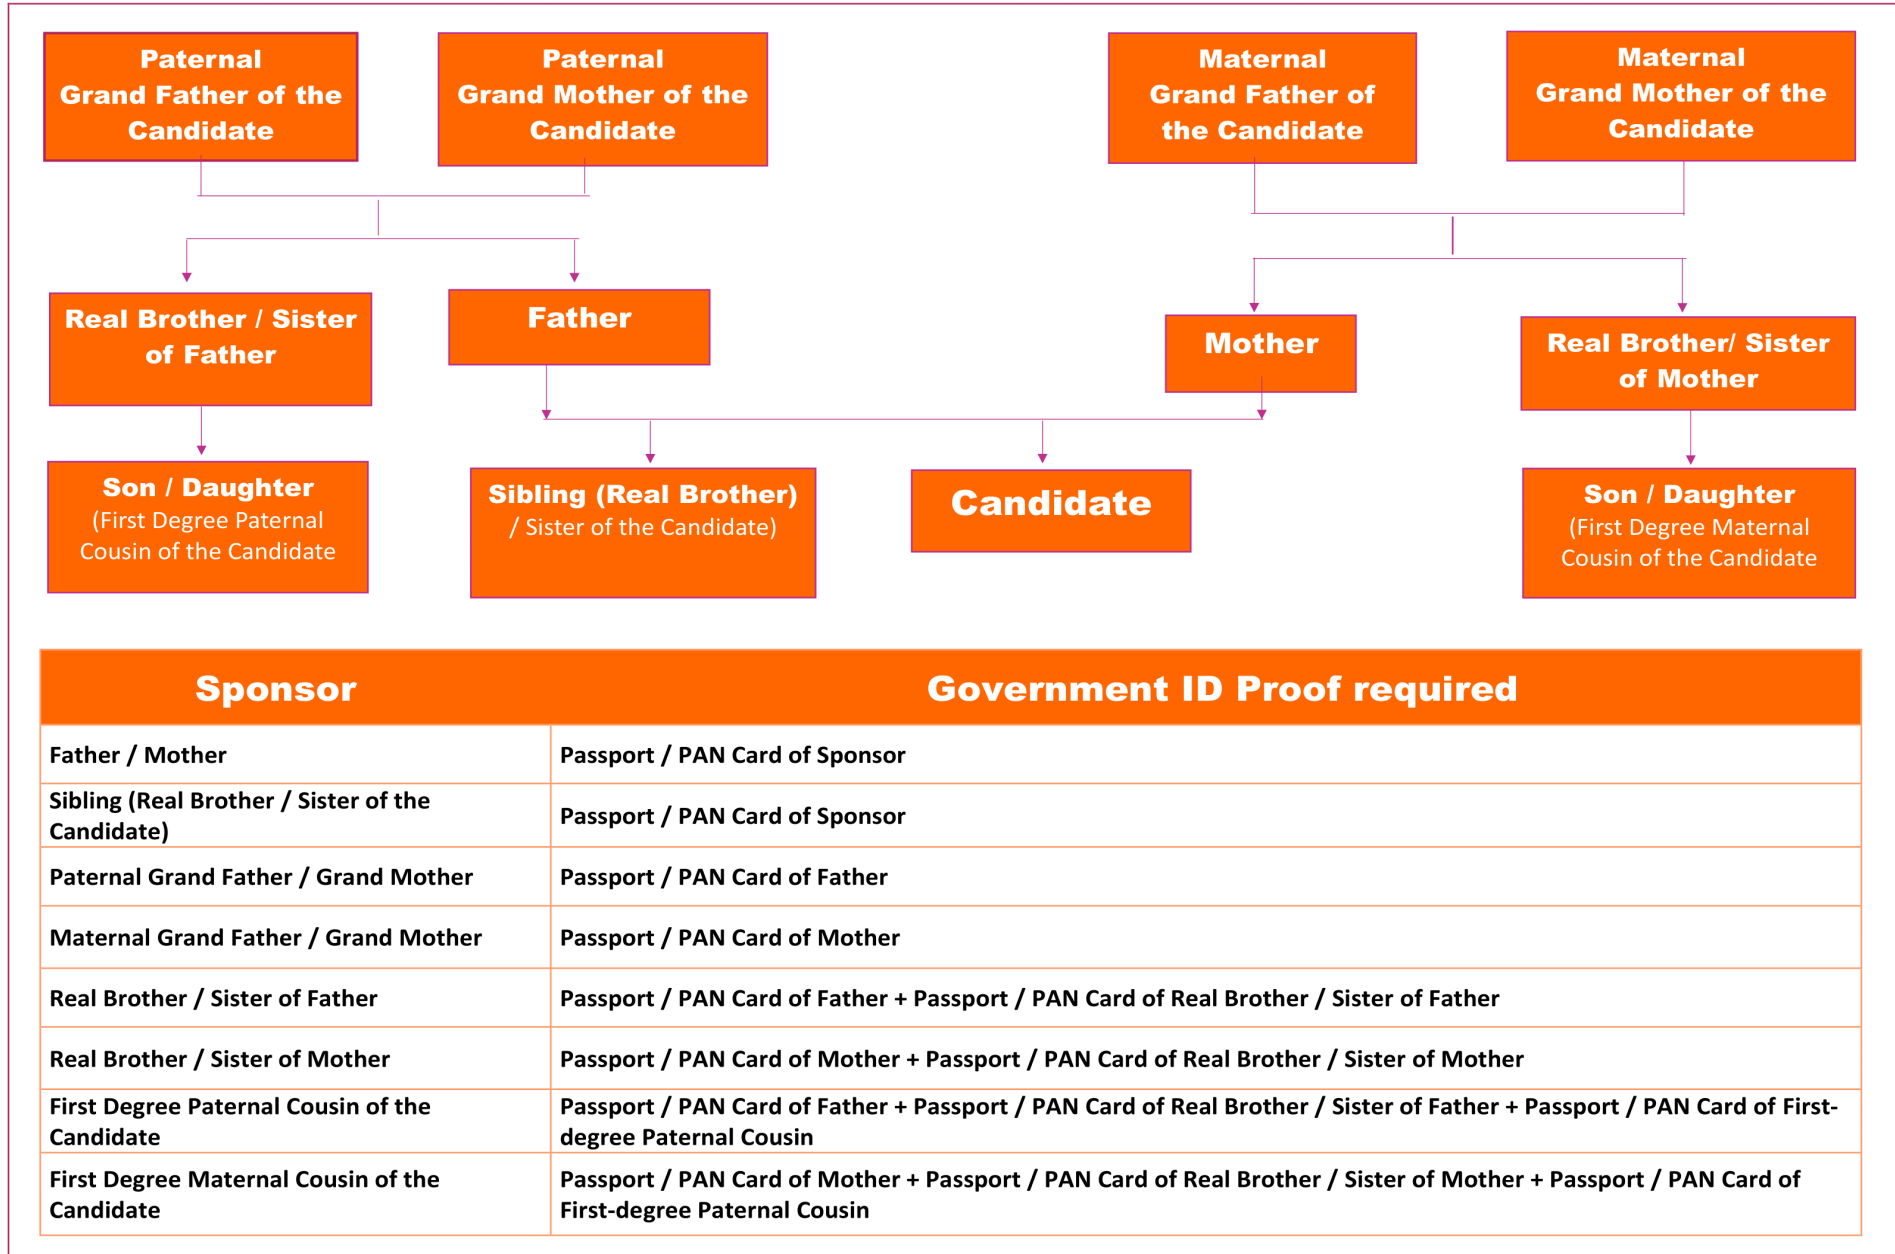 Paternal
Grand Father of the
Candidate
Paternal
Grand Mother of the
Candidate
Maternal
Grand Father of
the Candidate
Maternal
Grand Mother of the
Candidate
Real Brother / Sister
of Father
Father
Mother
Real Brother/ Sister
of Mother
Son / Daughter
(First Degree Paternal
Cousin of the Candidate
Sibling (Real Brother)
/ Sister of the Candidate)
Candidate
Son / Daughter
(First Degree Maternal
Cousin of the Candidate
Sponsor
Government ID Proof required
Father / Mother
Passport / PAN Card of Sponsor
Sibling (Real Brother / Sister of the
Candidate)
Passport / PAN Card of Sponsor
Paternal Grand Father / Grand Mother
Passport / PAN Card of Father
Maternal Grand Father / Grand Mother
Passport / PAN Card of Mother
Real Brother / Sister of Father
Passport / PAN Card of Father + Passport / PAN Card of Real Brother / Sister of Father
Real Brother / Sister of Mother
Passport / PAN Card of Mother + Passport / PAN Card of Real Brother / Sister of Mother
First Degree Paternal Cousin of the
Candidate
Passport / PAN Card of Father + Passport / PAN Card of Real Brother / Sister of Father + Passport / PAN Card of First-
degree Paternal Cousin
First Degree Maternal Cousin of the
Candidate
Passport / PAN Card of Mother + Passport / PAN Card of Real Brother / Sister of Mother + Passport / PAN Card of
First-degree Paternal Cousin